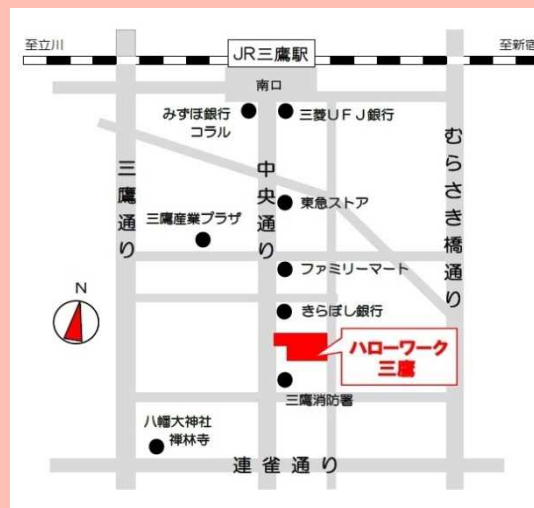 至立川
JR三鷹駅
至新宿
南口
みずほ銀行
コラル
三菱UFJ銀行
三鷹通り
中央通り
むらさき橋通り
東急ストア
三鷹産業プラザ
ファミリーマート
N
きらぼし銀行
ハローワーク
三鷹
三鷹消防署
八幡大神社
禅林寺
連雀通り